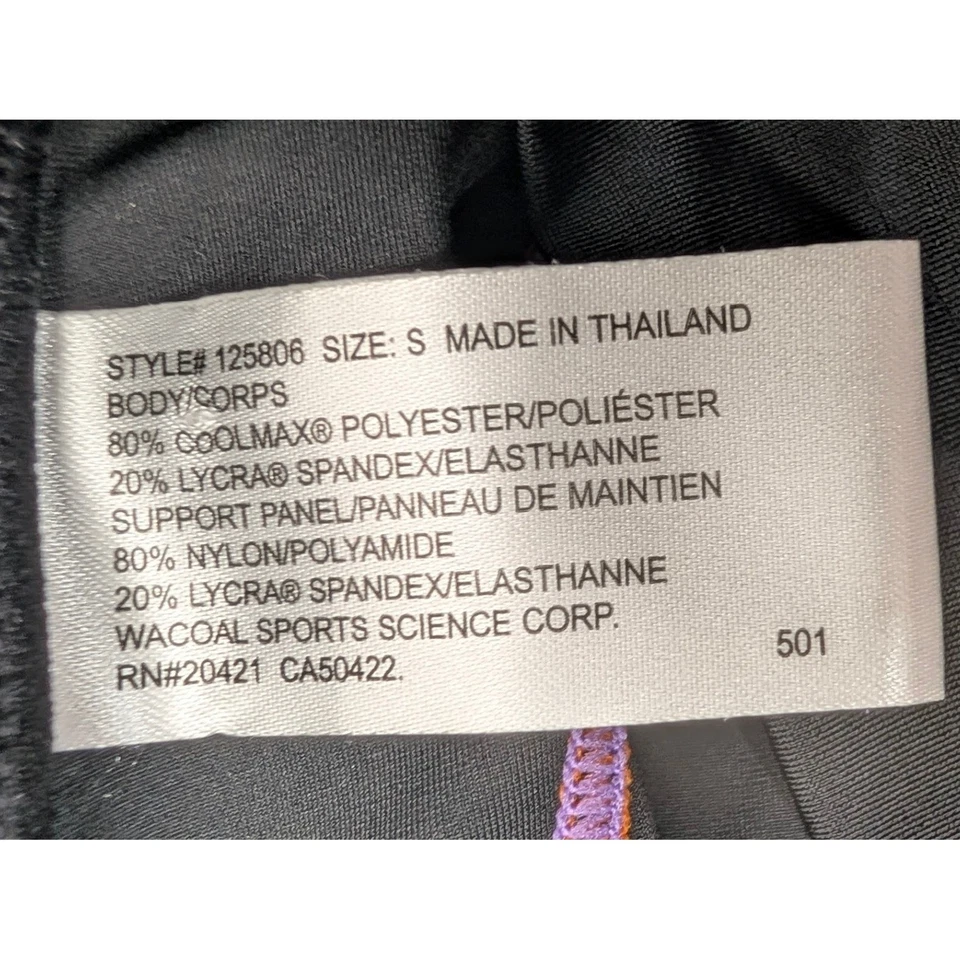 STYLE# 125806 SIZE: S MADE IN THAILAND
BODY/CORPS
80% COOLMAX® POLYESTER/POLIÉSTER
20% LYCRA® SPANDEX/ELASTHANNE
SUPPORT PANEL/PANNEAU DE MAINTIEN
80% NYLON/POLYAMIDE
20% LYCRA® SPANDEX/ELASTHANNE
WACOAL SPORTS SCIENCE CORP.
RN#20421 CA50422.
501